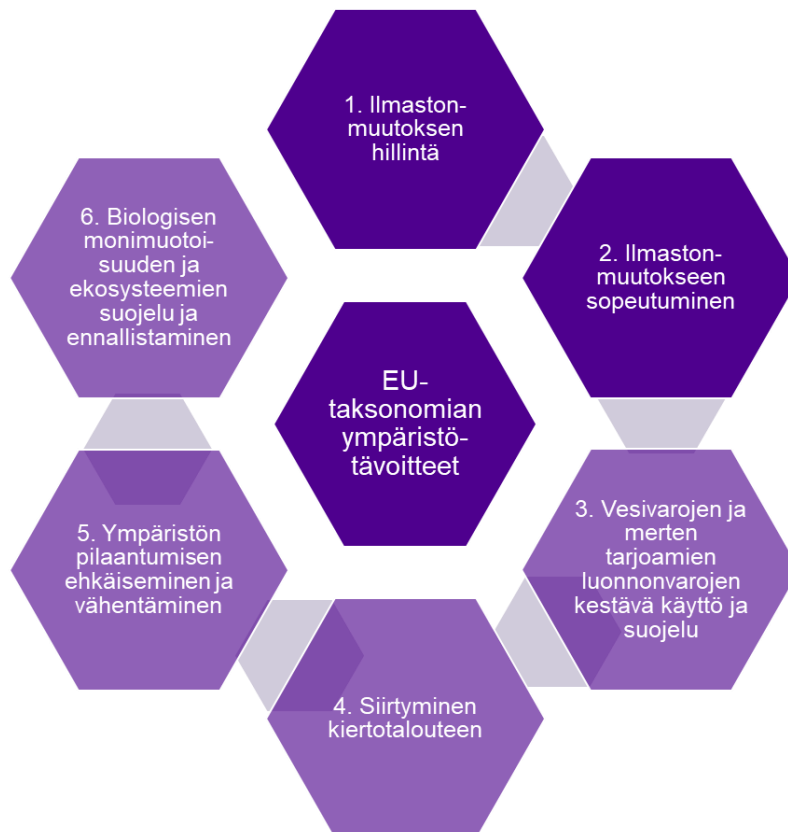 1. Ilmaston-
muutoksen
hillintä
2. Ilmaston-
muutokseen
sopeutuminen
3. Vesivarojen ja
merten
tarjoamien
luonnonvarojen
kestävä käyttö ja
suojelu
4. Siirtyminen
kiertotalouteen
5. Ympäristön
pilaantumisen
ehkäiseminen ja
vähentäminen
6. Biologisen
monimuotoi-
suuden ja
ekosysteemien
suojelu ja
ennallistaminen
EU-
taksonomian
ympäristö-
tävoitteet